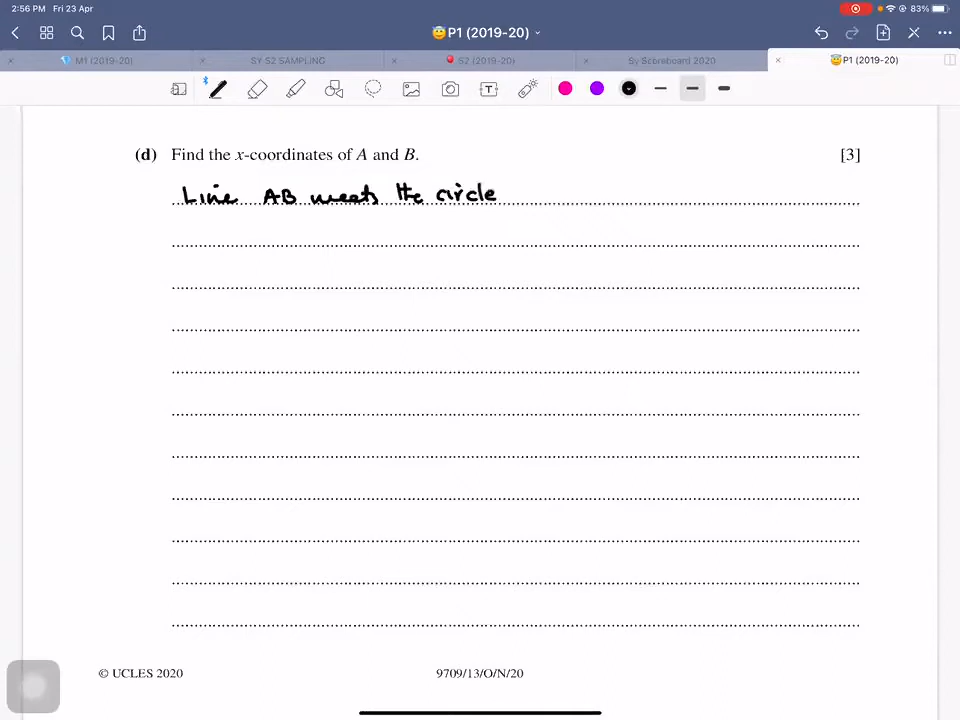 2:56 PM Fri 23 Apr
83%
😇P1 (2019-20)
💎 M1 (2019-20)
SY S2 SAMPLING
📍 S2 (2019-20)
Sy Scoreboard 2020
😇P1 (2019-20)
(d) Find the x-coordinates of A and B. [3]
Line AB meets the circle
© UCLES 2020
9709/13/O/N/20